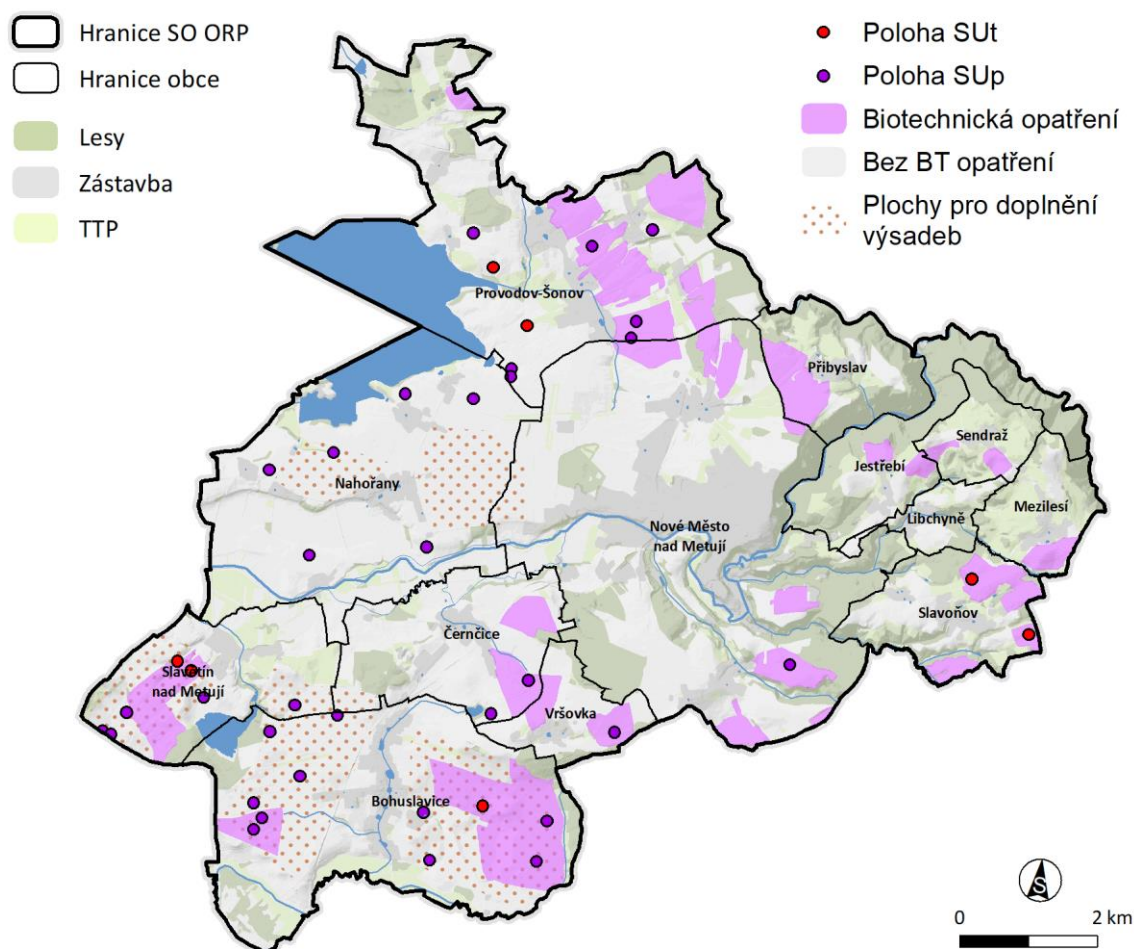 Hranice SO ORP
Hranice obce
Lesy
Zástavba
TTP
Poloha SUt
Poloha SUp
Biotechnická opatření
Bez BT opatření
Plochy pro doplnění
výsadeb
Provodov-Šonov
Přibyslav
Sendraž
Jestřebí
Nahořany
Mezilesí
Libchyně
Nové Město
nad Metují
Slavoňov
Černčice
Slavětín
nad Metují
Vršovka
Bohuslavice
S
0
2 km